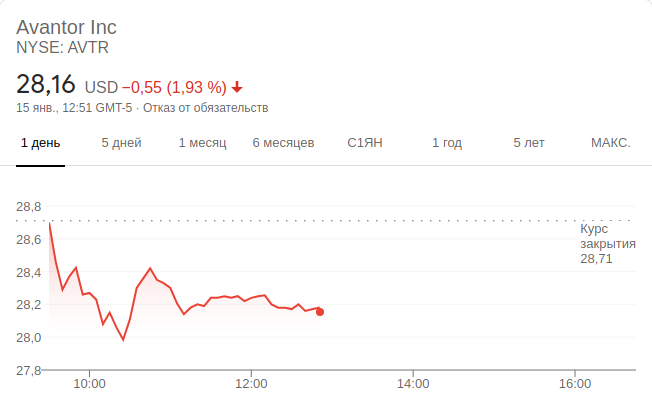 Avantor Inc
NYSE: AVTR
28,16 USD −0,55 (1,93 %)
15 янв., 12:51 GMT-5 · Отказ от обязательств
1 день 5 дней 1 месяц 6 месяцев С1ЯН 1 год 5 лет МАКС.
28,8
Курс
закрытия
28,71
28,6
28,4
28,2
28,0
27,8
10:00 12:00 14:00 16:00